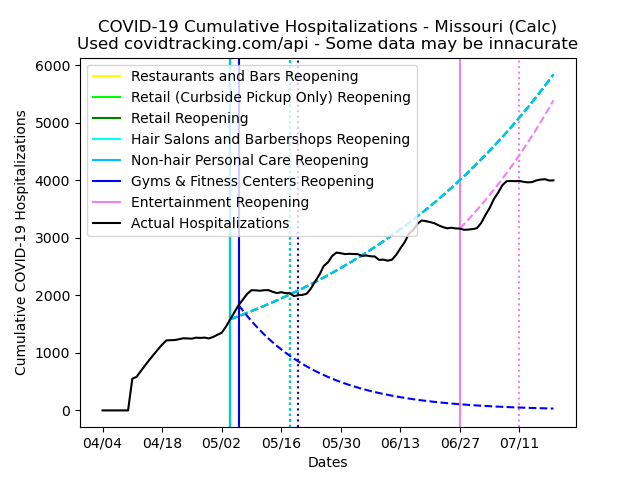 COVID-19 Cumulative Hospitalizations - Missouri (Calc)
Used covidtracking.com/api - Some data may be innacurate
Cumulative COVID-19 Hospitalizations
6000
5000
4000
3000
2000
1000
0
Restaurants and Bars Reopening
Retail (Curbside Pickup Only) Reopening
Retail Reopening
Hair Salons and Barbershops Reopening
Non-hair Personal Care Reopening
Gyms & Fitness Centers Reopening
Entertainment Reopening
Actual Hospitalizations
04/04 04/18 05/02 05/16 05/30 06/13 06/27 07/11
Dates